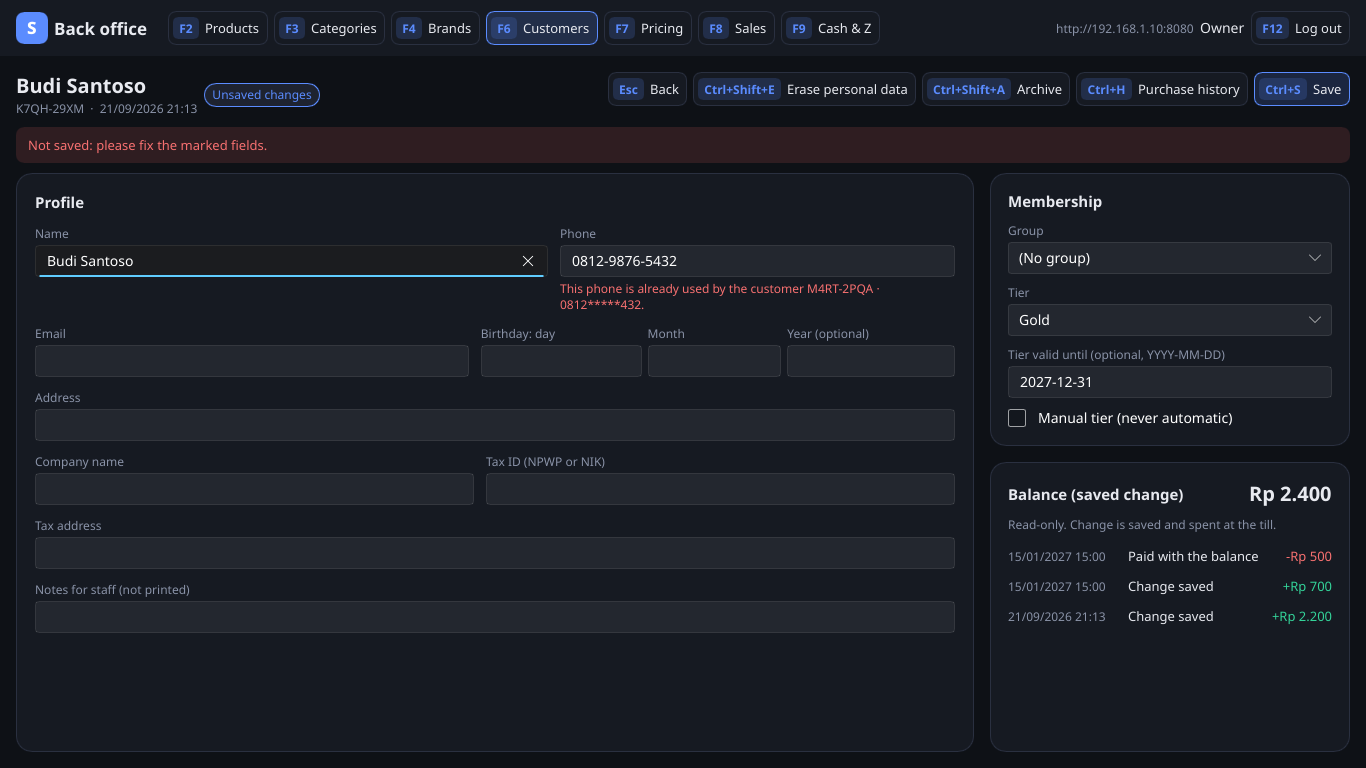 S Back office F2 Products F3 Categories F4 Brands F6 Customers F7 Pricing F8 Sales F9 Cash & Z http://192.168.1.10:8080 Owner F12 Log out
Budi Santoso
K7QH-29XM · 21/09/2026 21:13
Unsaved changes
Esc Back Ctrl+Shift+E Erase personal data Ctrl+Shift+A Archive Ctrl+H Purchase history Ctrl+S Save
Not saved: please fix the marked fields.
Profile
Name Phone
Budi Santoso 0812-9876-5432
This phone is already used by the customer M4RT-2PQA ·
0812*****432.
Email Birthday: day Month Year (optional)
Address
Company name Tax ID (NPWP or NIK)
Tax address
Notes for staff (not printed)
Membership
Group
(No group)
Tier
Gold
Tier valid until (optional, YYYY-MM-DD)
2027-12-31
Manual tier (never automatic)
Balance (saved change) Rp 2.400
Read-only. Change is saved and spent at the till.
15/01/2027 15:00 Paid with the balance -Rp 500
15/01/2027 15:00 Change saved +Rp 700
21/09/2026 21:13 Change saved +Rp 2.200